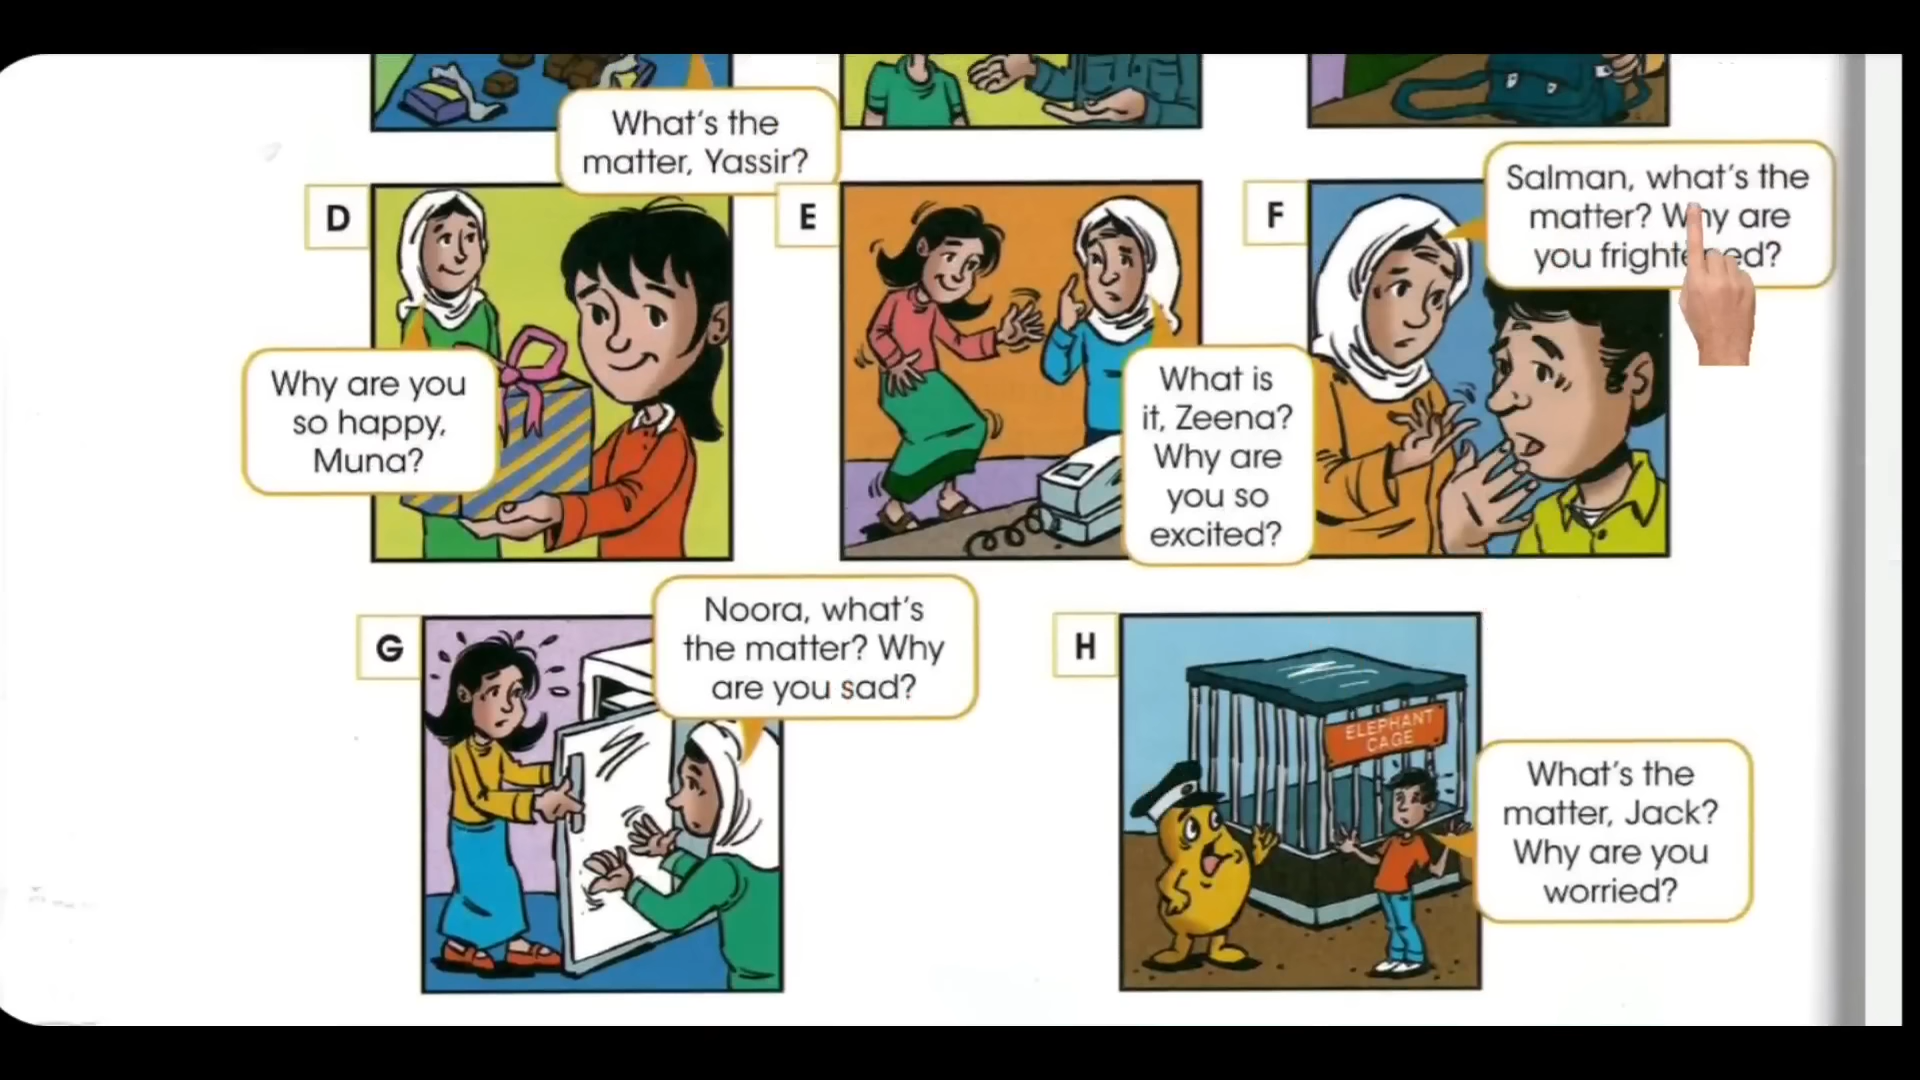 What's the
matter, Yassir?
Salman, what's the
matter? Why are
you frightened?
D
E
F
Why are you
so happy,
Muna?
What is
it, Zeena?
Why are
you so
excited?
Noora, what's
the matter? Why
are you sad?
G
H
ELEPHANT
CAGE
What's the
matter, Jack?
Why are you
worried?